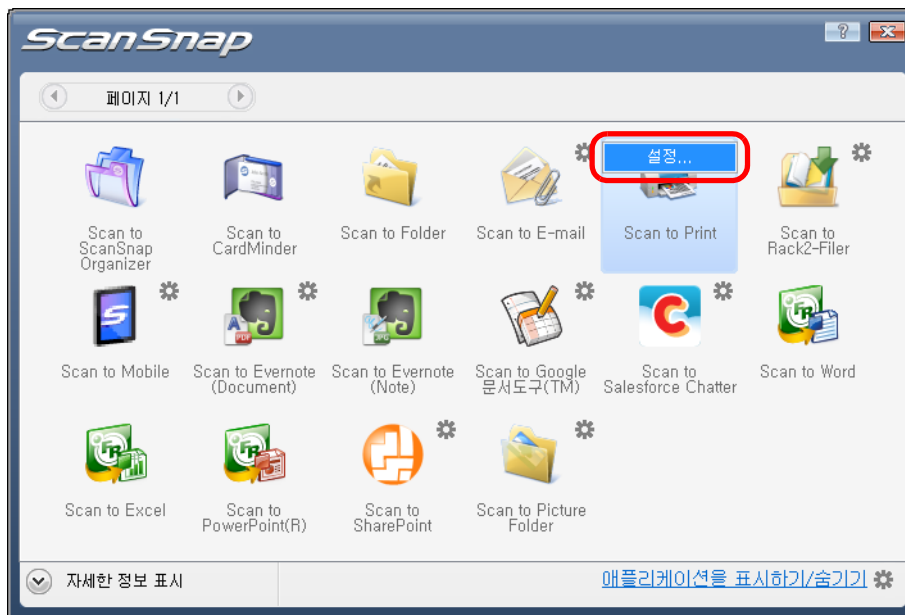 ScanSnap
페이지 1/1
설정...
Scan to
ScanSnap
Organizer
Scan to
CardMinder
Scan to Folder
Scan to E-mail
Scan to Print
Scan to
Rack2-Filer
Scan to Mobile
Scan to Evernote
(Document)
Scan to Evernote
(Note)
Scan to Google
문서도구(TM)
Scan to
Salesforce Chatter
Scan to Word
Scan to Excel
Scan to
PowerPoint(R)
Scan to
SharePoint
Scan to Picture
Folder
자세한 정보 표시
애플리케이션을 표시하기/숨기기